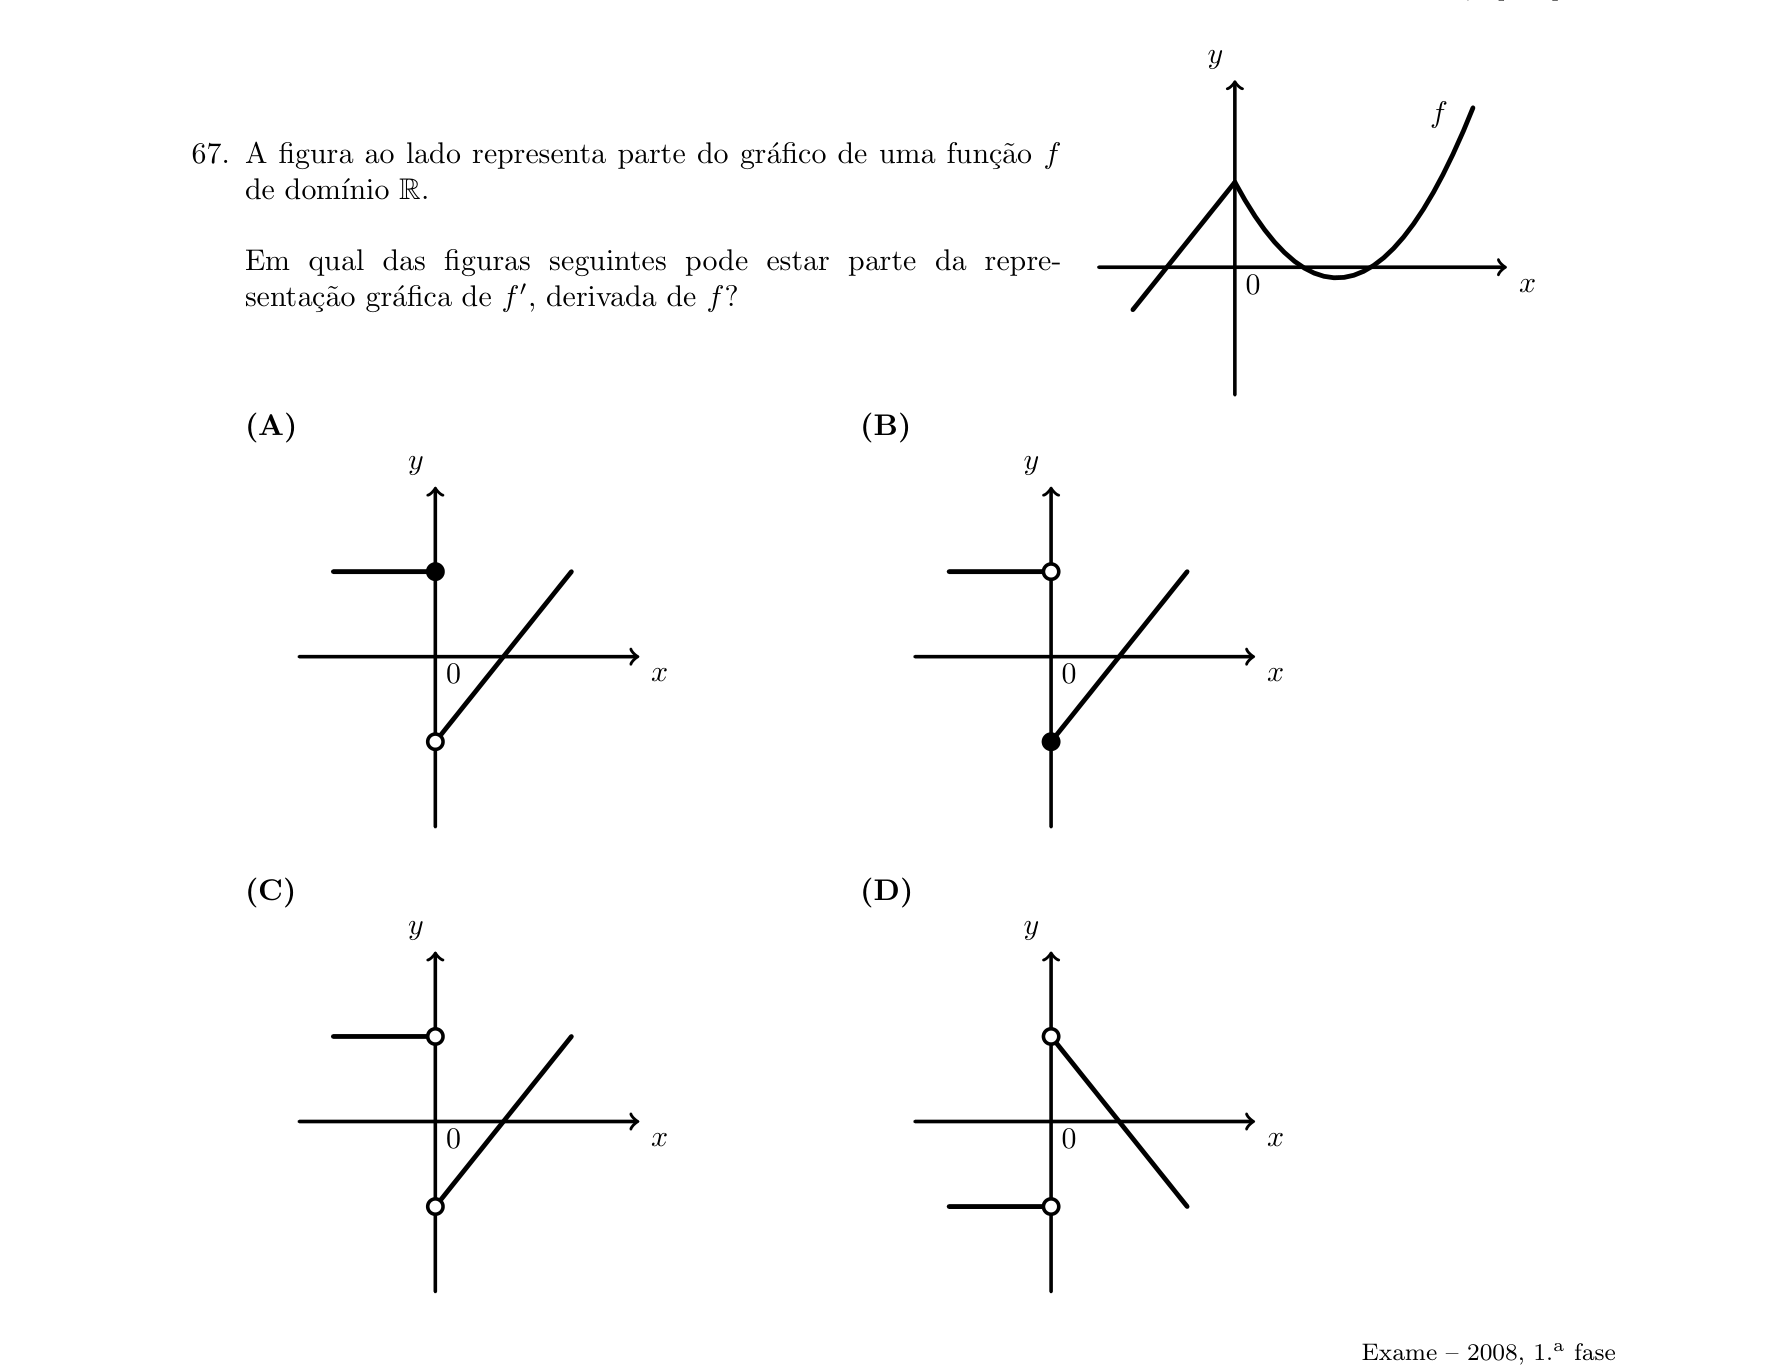 67. A figura ao lado representa parte do gráfico de uma função f
de domínio ℝ.
Em qual das figuras seguintes pode estar parte da repre-
sentação gráfica de f′, derivada de f?
y
f
0
x
(A)
(B)
y
0
x
y
0
x
(C)
(D)
y
0
x
y
0
x
Exame – 2008, 1.ª fase